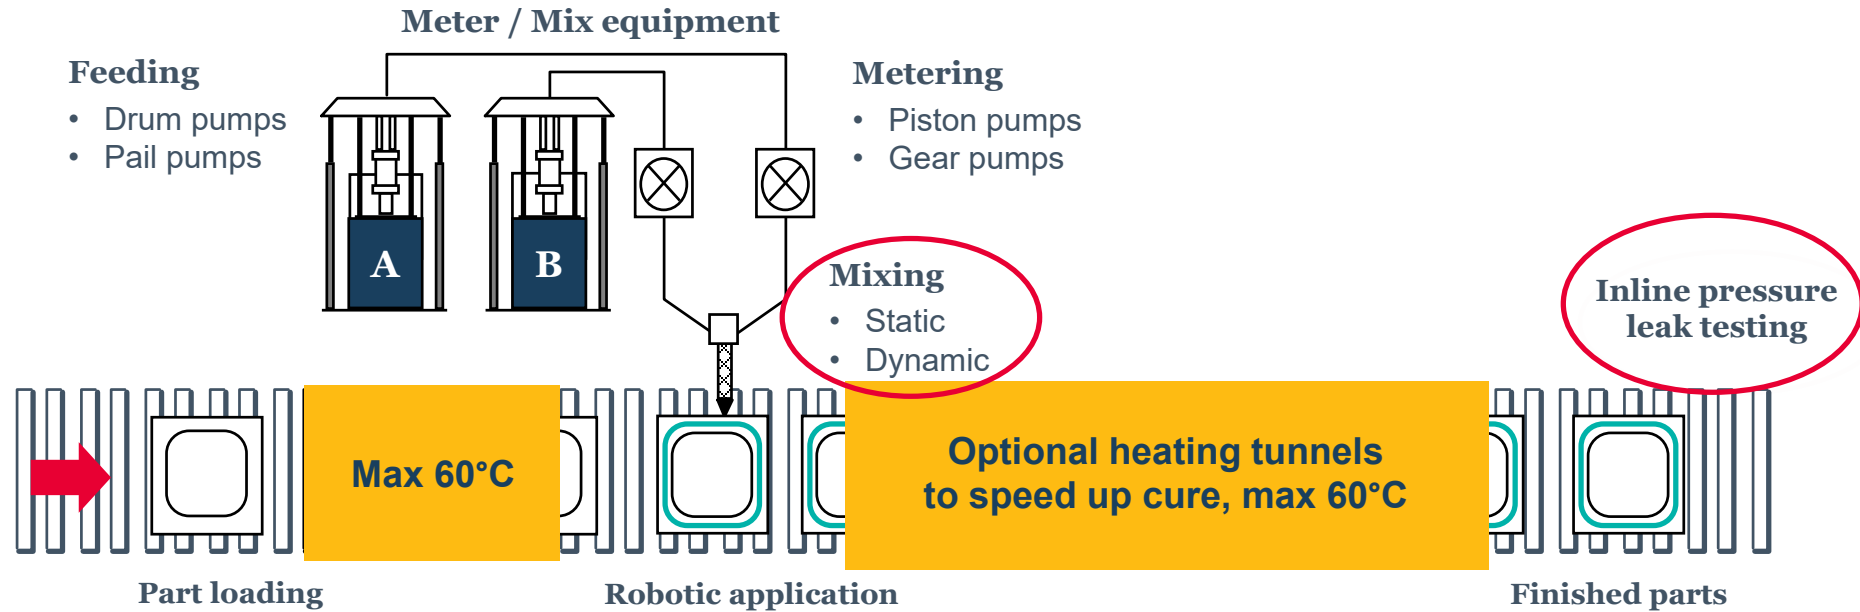 Meter / Mix equipment
Feeding
• Drum pumps
• Pail pumps
Metering
• Piston pumps
• Gear pumps
A
B
Mixing
• Static
• Dynamic
Inline pressure
leak testing
Max 60°C
Optional heating tunnels
to speed up cure, max 60°C
Part loading
Robotic application
Finished parts